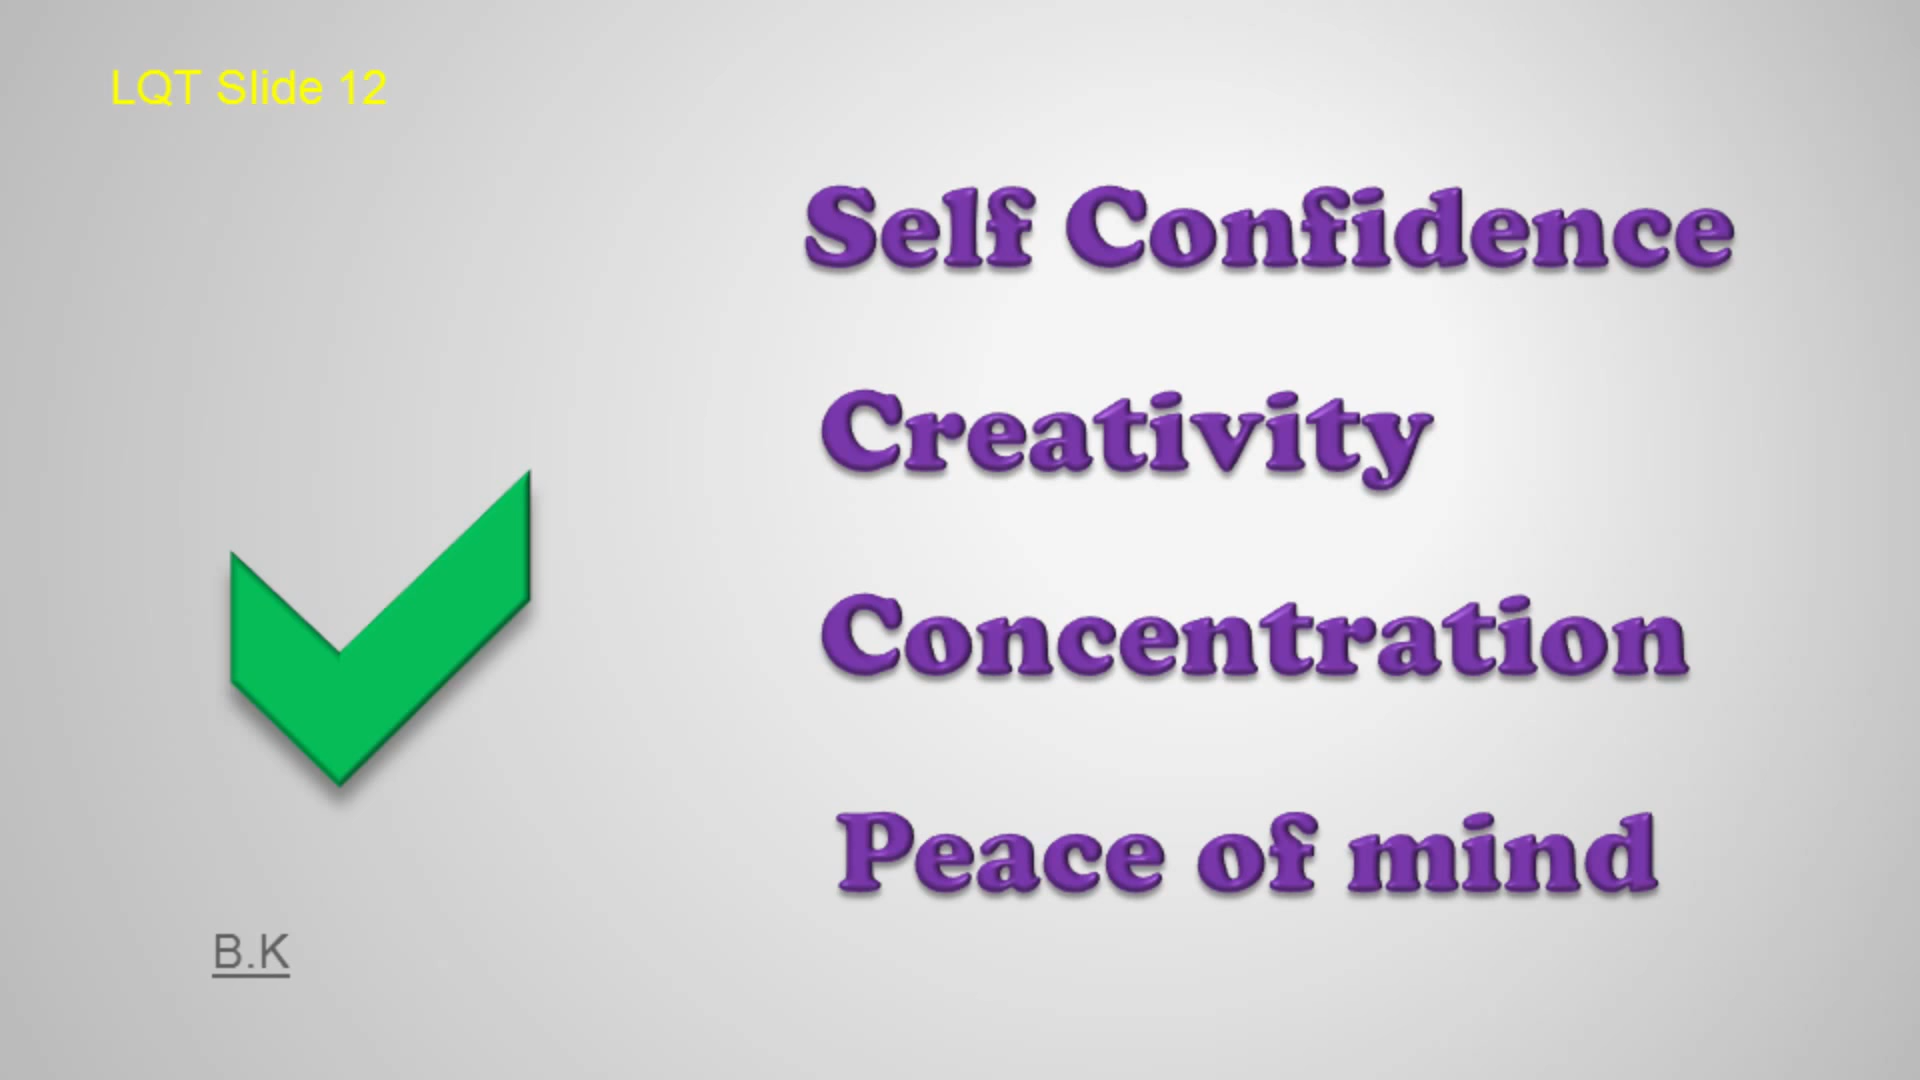 LQT Slide 12
Self Confidence
Creativity
Concentration
Peace of mind
B.K